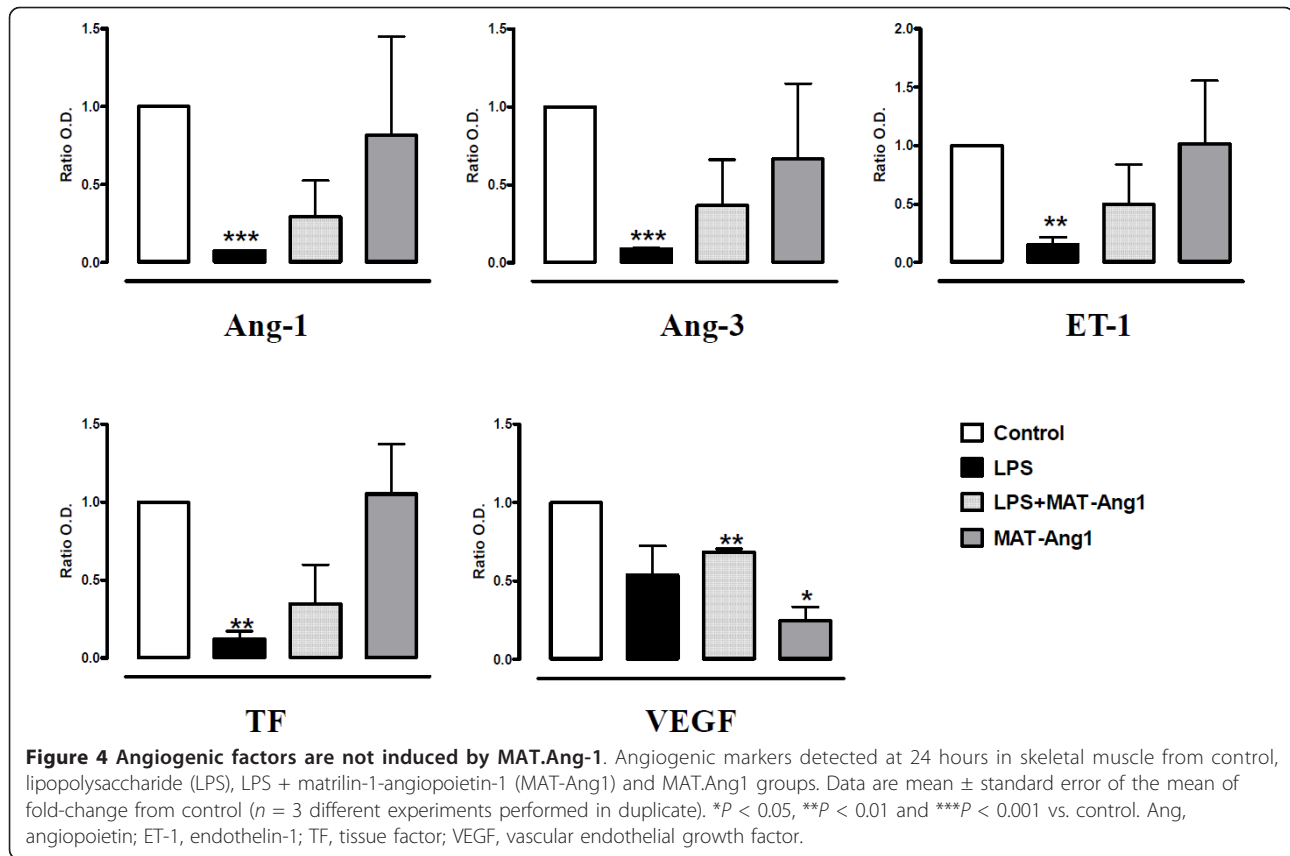 1.5
1.0
0.5
0.0
Ratio O.D.
***
Ang-1
1.5
1.0
0.5
0.0
Ratio O.D.
***
Ang-3
2.0
1.5
1.0
0.5
0.0
Ratio O.D.
**
ET-1
1.5
1.0
0.5
0.0
Ratio O.D.
**
TF
1.5
1.0
0.5
0.0
Ratio O.D.
**
*
VEGF
Control
LPS
LPS+MAT-Ang1
MAT-Ang1
Figure 4 Angiogenic factors are not induced by MAT.Ang-1. Angiogenic markers detected at 24 hours in skeletal muscle from control,
lipopolysaccharide (LPS), LPS + matrilin-1-angiopoietin-1 (MAT-Ang1) and MAT.Ang1 groups. Data are mean ± standard error of the mean of
fold-change from control (n = 3 different experiments performed in duplicate). *P < 0.05, **P < 0.01 and ***P < 0.001 vs. control. Ang,
angiopoietin; ET-1, endothelin-1; TF, tissue factor; VEGF, vascular endothelial growth factor.